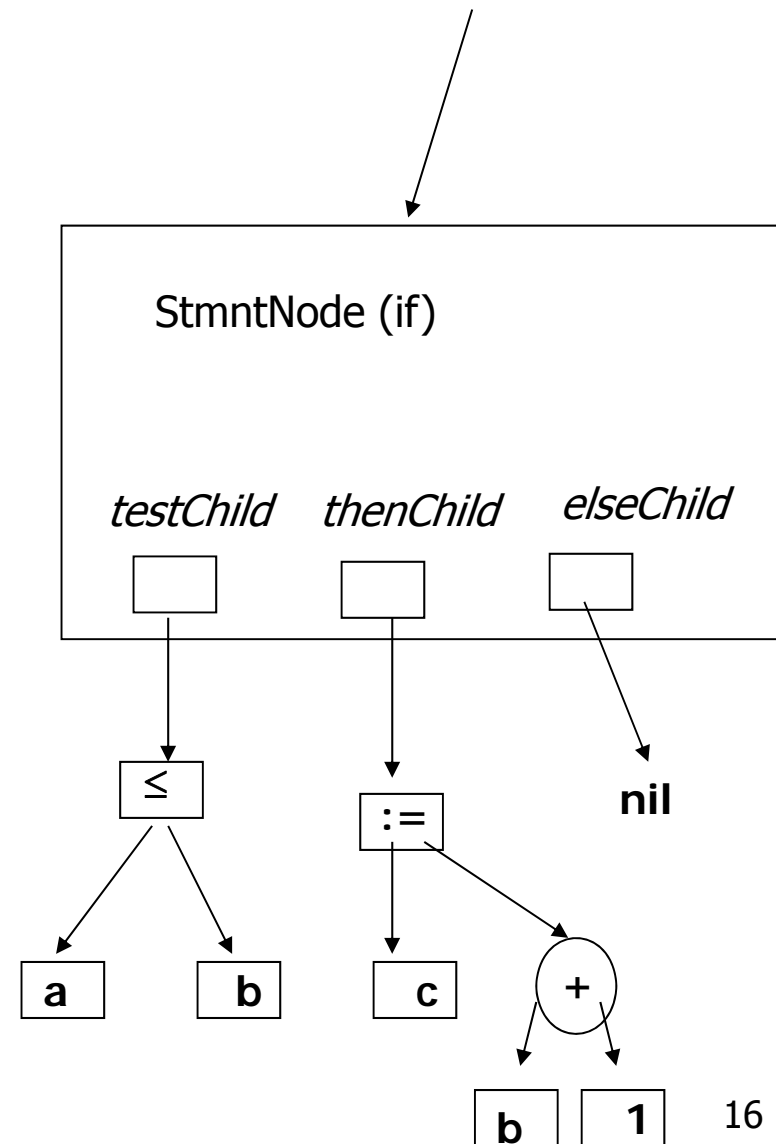 StmntNode (if)
testChild thenChild elseChild
≤ := nil
a b c +
b 1 16